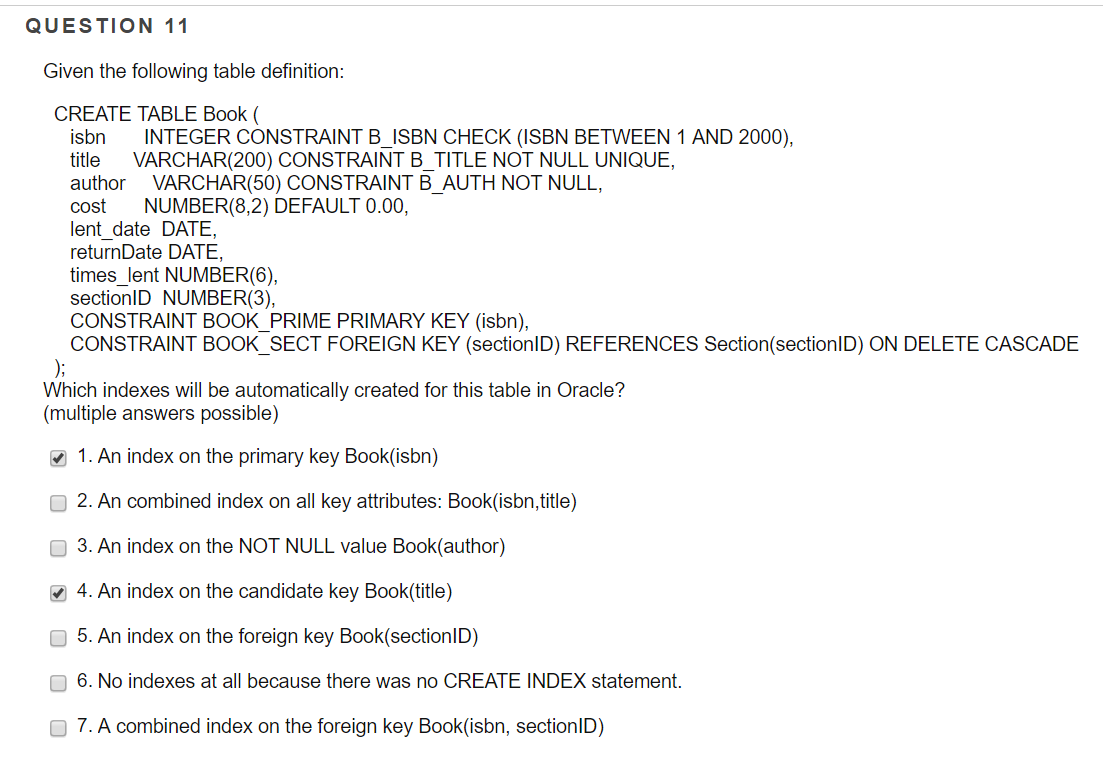 QUESTION 11
Given the following table definition:
CREATE TABLE Book (
isbn INTEGER CONSTRAINT B_ISBN CHECK (ISBN BETWEEN 1 AND 2000),
title VARCHAR(200) CONSTRAINT B_TITLE NOT NULL UNIQUE,
author VARCHAR(50) CONSTRAINT B_AUTH NOT NULL,
cost NUMBER(8,2) DEFAULT 0.00,
lent_date DATE,
returnDate DATE,
times_lent NUMBER(6),
sectionID NUMBER(3),
CONSTRAINT BOOK_PRIME PRIMARY KEY (isbn),
CONSTRAINT BOOK_SECT FOREIGN KEY (sectionID) REFERENCES Section(sectionID) ON DELETE CASCADE
);
Which indexes will be automatically created for this table in Oracle?
(multiple answers possible)
1. An index on the primary key Book(isbn)
2. An combined index on all key attributes: Book(isbn,title)
3. An index on the NOT NULL value Book(author)
4. An index on the candidate key Book(title)
5. An index on the foreign key Book(sectionID)
6. No indexes at all because there was no CREATE INDEX statement.
7. A combined index on the foreign key Book(isbn, sectionID)